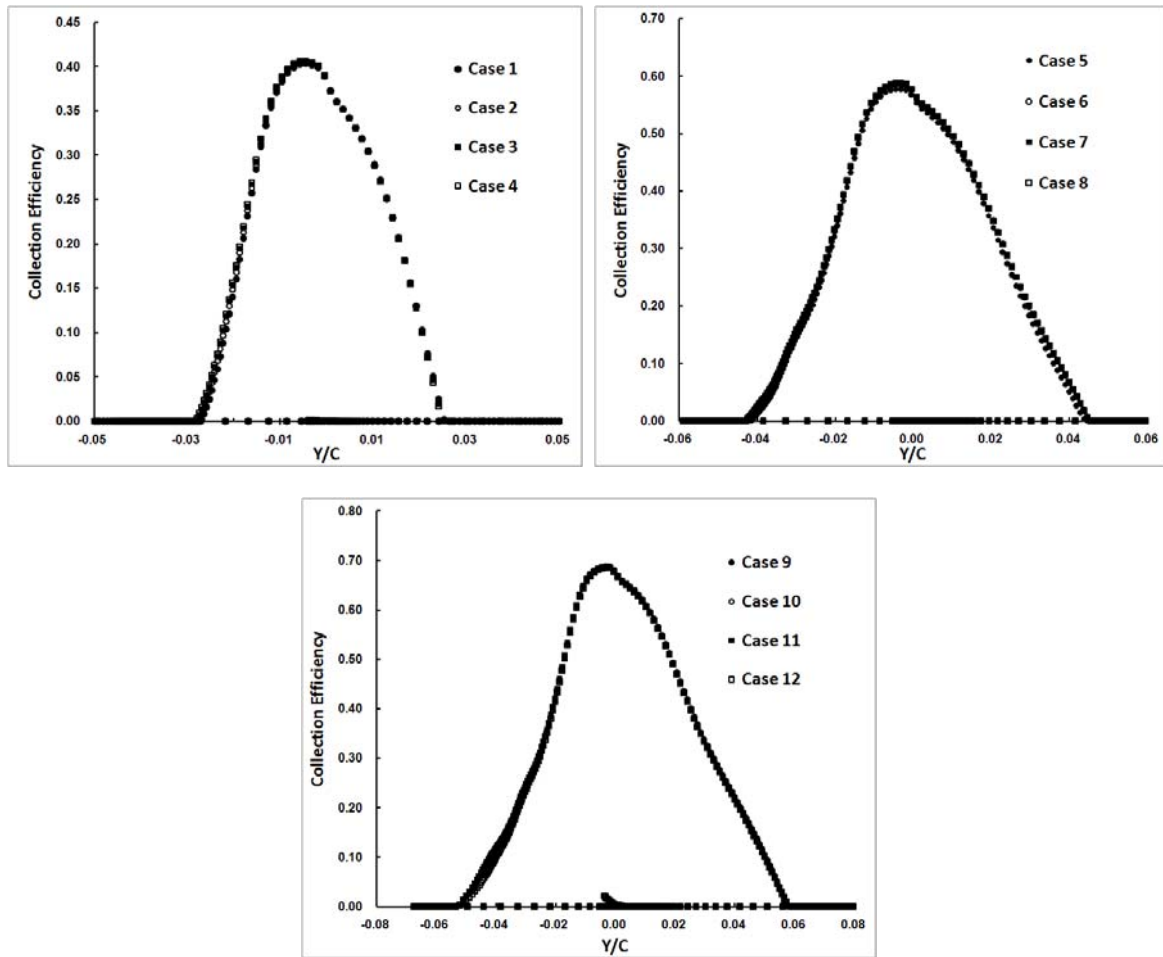 0.45
0.40
0.35
0.30
0.25
0.20
0.15
0.10
0.05
0.00
Collection Efficiency
Case 1
Case 2
Case 3
Case 4
-0.05 -0.03 -0.01 0.01 0.03 0.05
Y/C
0.70
0.60
0.50
0.40
0.30
0.20
0.10
0.00
Collection Efficiency
Case 5
Case 6
Case 7
Case 8
-0.06 -0.04 -0.02 0.00 0.02 0.04 0.06
Y/C
0.80
0.70
0.60
0.50
0.40
0.30
0.20
0.10
0.00
Collection Efficiency
Case 9
Case 10
Case 11
Case 12
-0.08 -0.06 -0.04 -0.02 0.00 0.02 0.04 0.06 0.08
Y/C